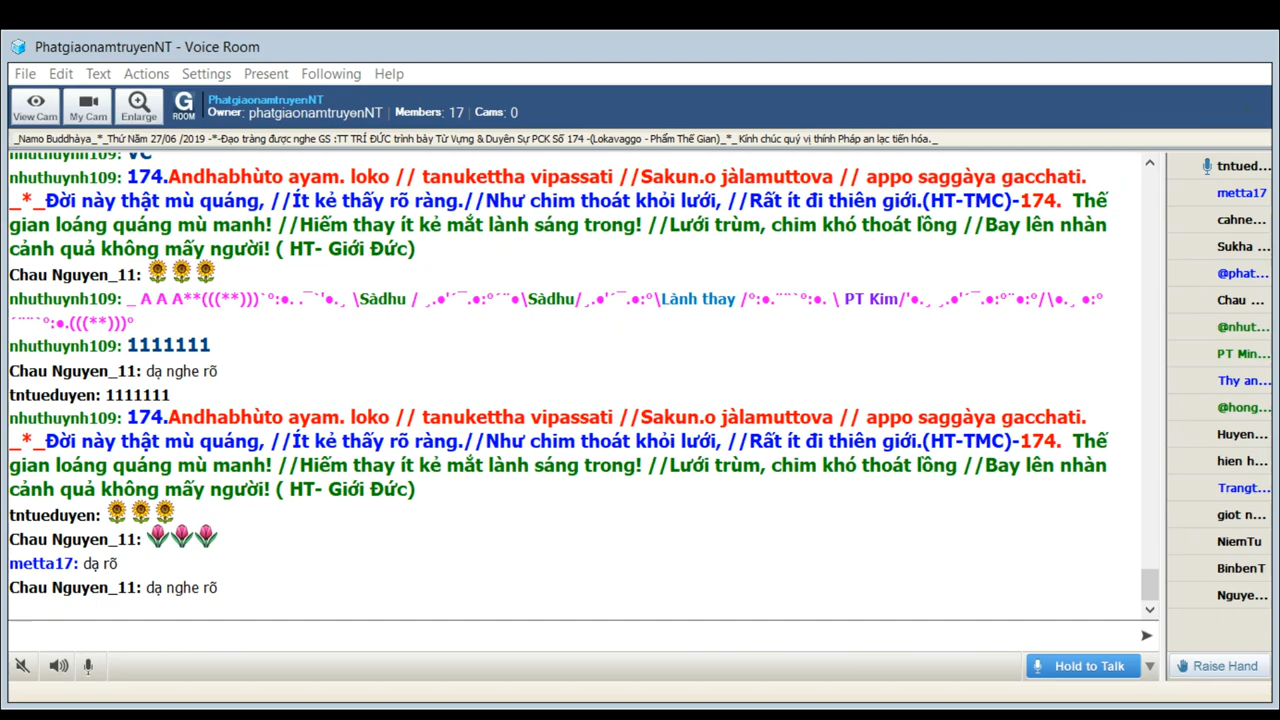 PhatgiaonamtruyenNT - Voice Room
File Edit Text Actions Settings Present Following Help
View Cam My Cam Enlarge G ROOM PhatgiaonamtruyenNT
Owner: phatgiaonamtruyenNT Members: 17 Cams: 0
_Namo Buddhàya_*_Thứ Năm 27/06 /2019 -*-Đạo tràng được nghe GS :TT TRÍ ĐỨC trình bày Từ Vựng & Duyên Sự PCK Số 174 -(Lokavaggo - Phẩm Thế Gian)_*_ Kính chúc quý vị thính Pháp an lạc tiến hóa._
nhuthuynh109: VC
nhuthuynh109: 174.Andhabhùto ayam. loko // tanukettha vipassati //Sakun.o jàlamuttova // appo saggàya gacchati.
_*_Đời này thật mù quáng, //Ít kẻ thấy rõ ràng.//Như chim thoát khỏi lưới, //Rất ít đi thiên giới.(HT-TMC)-174. Thế
gian loáng quáng mù manh! //Hiếm thay ít kẻ mắt lành sáng trong! //Lưới trùm, chim khó thoát lồng //Bay lên nhàn
cảnh quả không mấy người! ( HT- Giới Đức)
Chau Nguyen_11:
nhuthuynh109: _ A A A**(((**)))`°:●. .¯`'●.¸ \Sàdhu / ¸.●'´¯.●:°´¨●\Sàdhu/¸.●'´¯.●:°\Lành thay /°:●.¨¨`°:●. \ PT Kim/'●.¸ ¸.●'´¯.●:°¨●:°/\●.¸ ●:°
´¨¨`°:●.(((**)))°
nhuthuynh109: 1111111
Chau Nguyen_11: dạ nghe rõ
tntueduyen: 1111111
nhuthuynh109: 174.Andhabhùto ayam. loko // tanukettha vipassati //Sakun.o jàlamuttova // appo saggàya gacchati.
_*_Đời này thật mù quáng, //Ít kẻ thấy rõ ràng.//Như chim thoát khỏi lưới, //Rất ít đi thiên giới.(HT-TMC)-174. Thế
gian loáng quáng mù manh! //Hiếm thay ít kẻ mắt lành sáng trong! //Lưới trùm, chim khó thoát lồng //Bay lên nhàn
cảnh quả không mấy người! ( HT- Giới Đức)
tntueduyen:
Chau Nguyen_11:
metta17: dạ rõ
Chau Nguyen_11: dạ nghe rõ
tntued...
metta17
cahne...
Sukha ...
@phat...
Chau ...
@nhut...
PT Min...
Thy an...
@hong...
Huyen...
hien h...
Trangt...
giot n...
NiemTu
BinbenT
Nguye...
Hold to Talk
Raise Hand